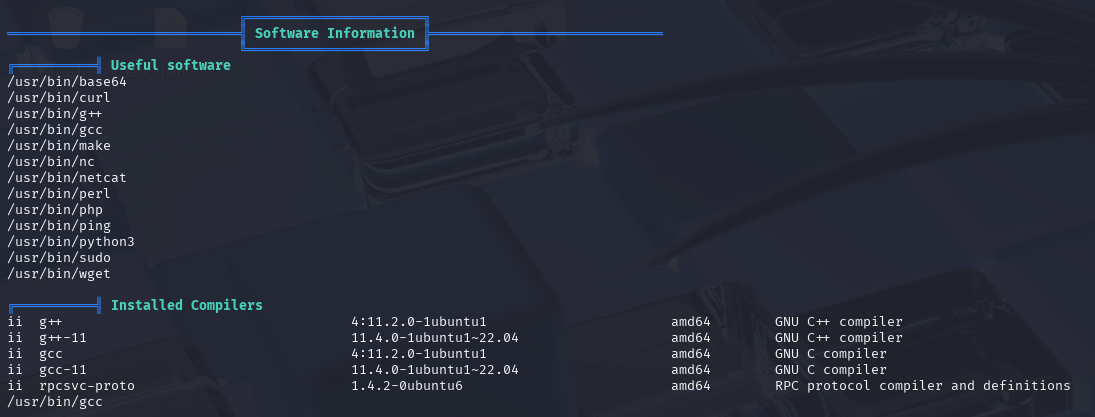 Software Information
Useful software
/usr/bin/base64
/usr/bin/curl
/usr/bin/g++
/usr/bin/gcc
/usr/bin/make
/usr/bin/nc
/usr/bin/netcat
/usr/bin/perl
/usr/bin/php
/usr/bin/ping
/usr/bin/python3
/usr/bin/sudo
/usr/bin/wget
Installed Compilers
ii  g++                                    4:11.2.0-1ubuntu1                       amd64        GNU C++ compiler
ii  g++-11                                 11.4.0-1ubuntu1~22.04                   amd64        GNU C++ compiler
ii  gcc                                    4:11.2.0-1ubuntu1                       amd64        GNU C compiler
ii  gcc-11                                 11.4.0-1ubuntu1~22.04                   amd64        GNU C compiler
ii  rpcsvc-proto                           1.4.2-0ubuntu6                          amd64        RPC protocol compiler and definitions
/usr/bin/gcc